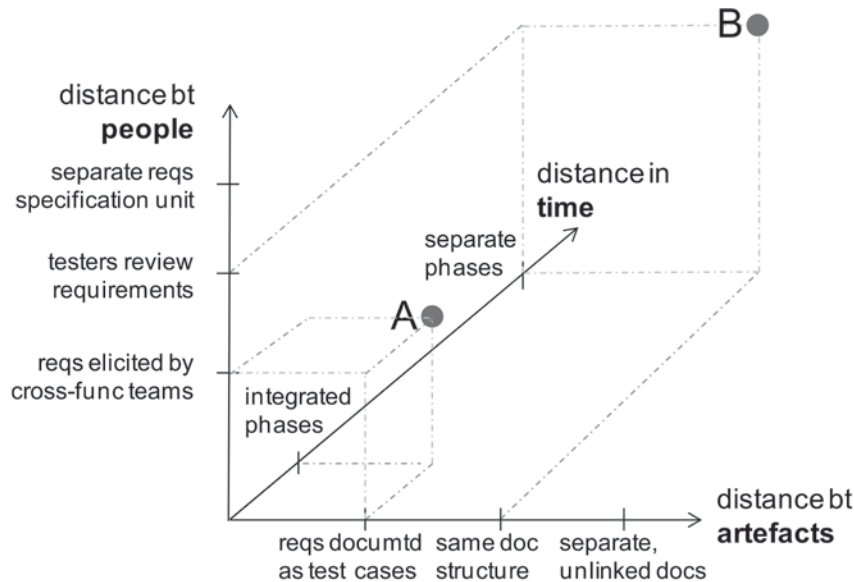 B
distance bt
people
separate reqs
specification unit
distance in
time
separate
phases
testers review
requirements
A
reqs elicited by
cross-func teams
integrated
phases
distance bt
artefacts
reqs documtd
as test cases
same doc
structure
separate,
unlinked docs